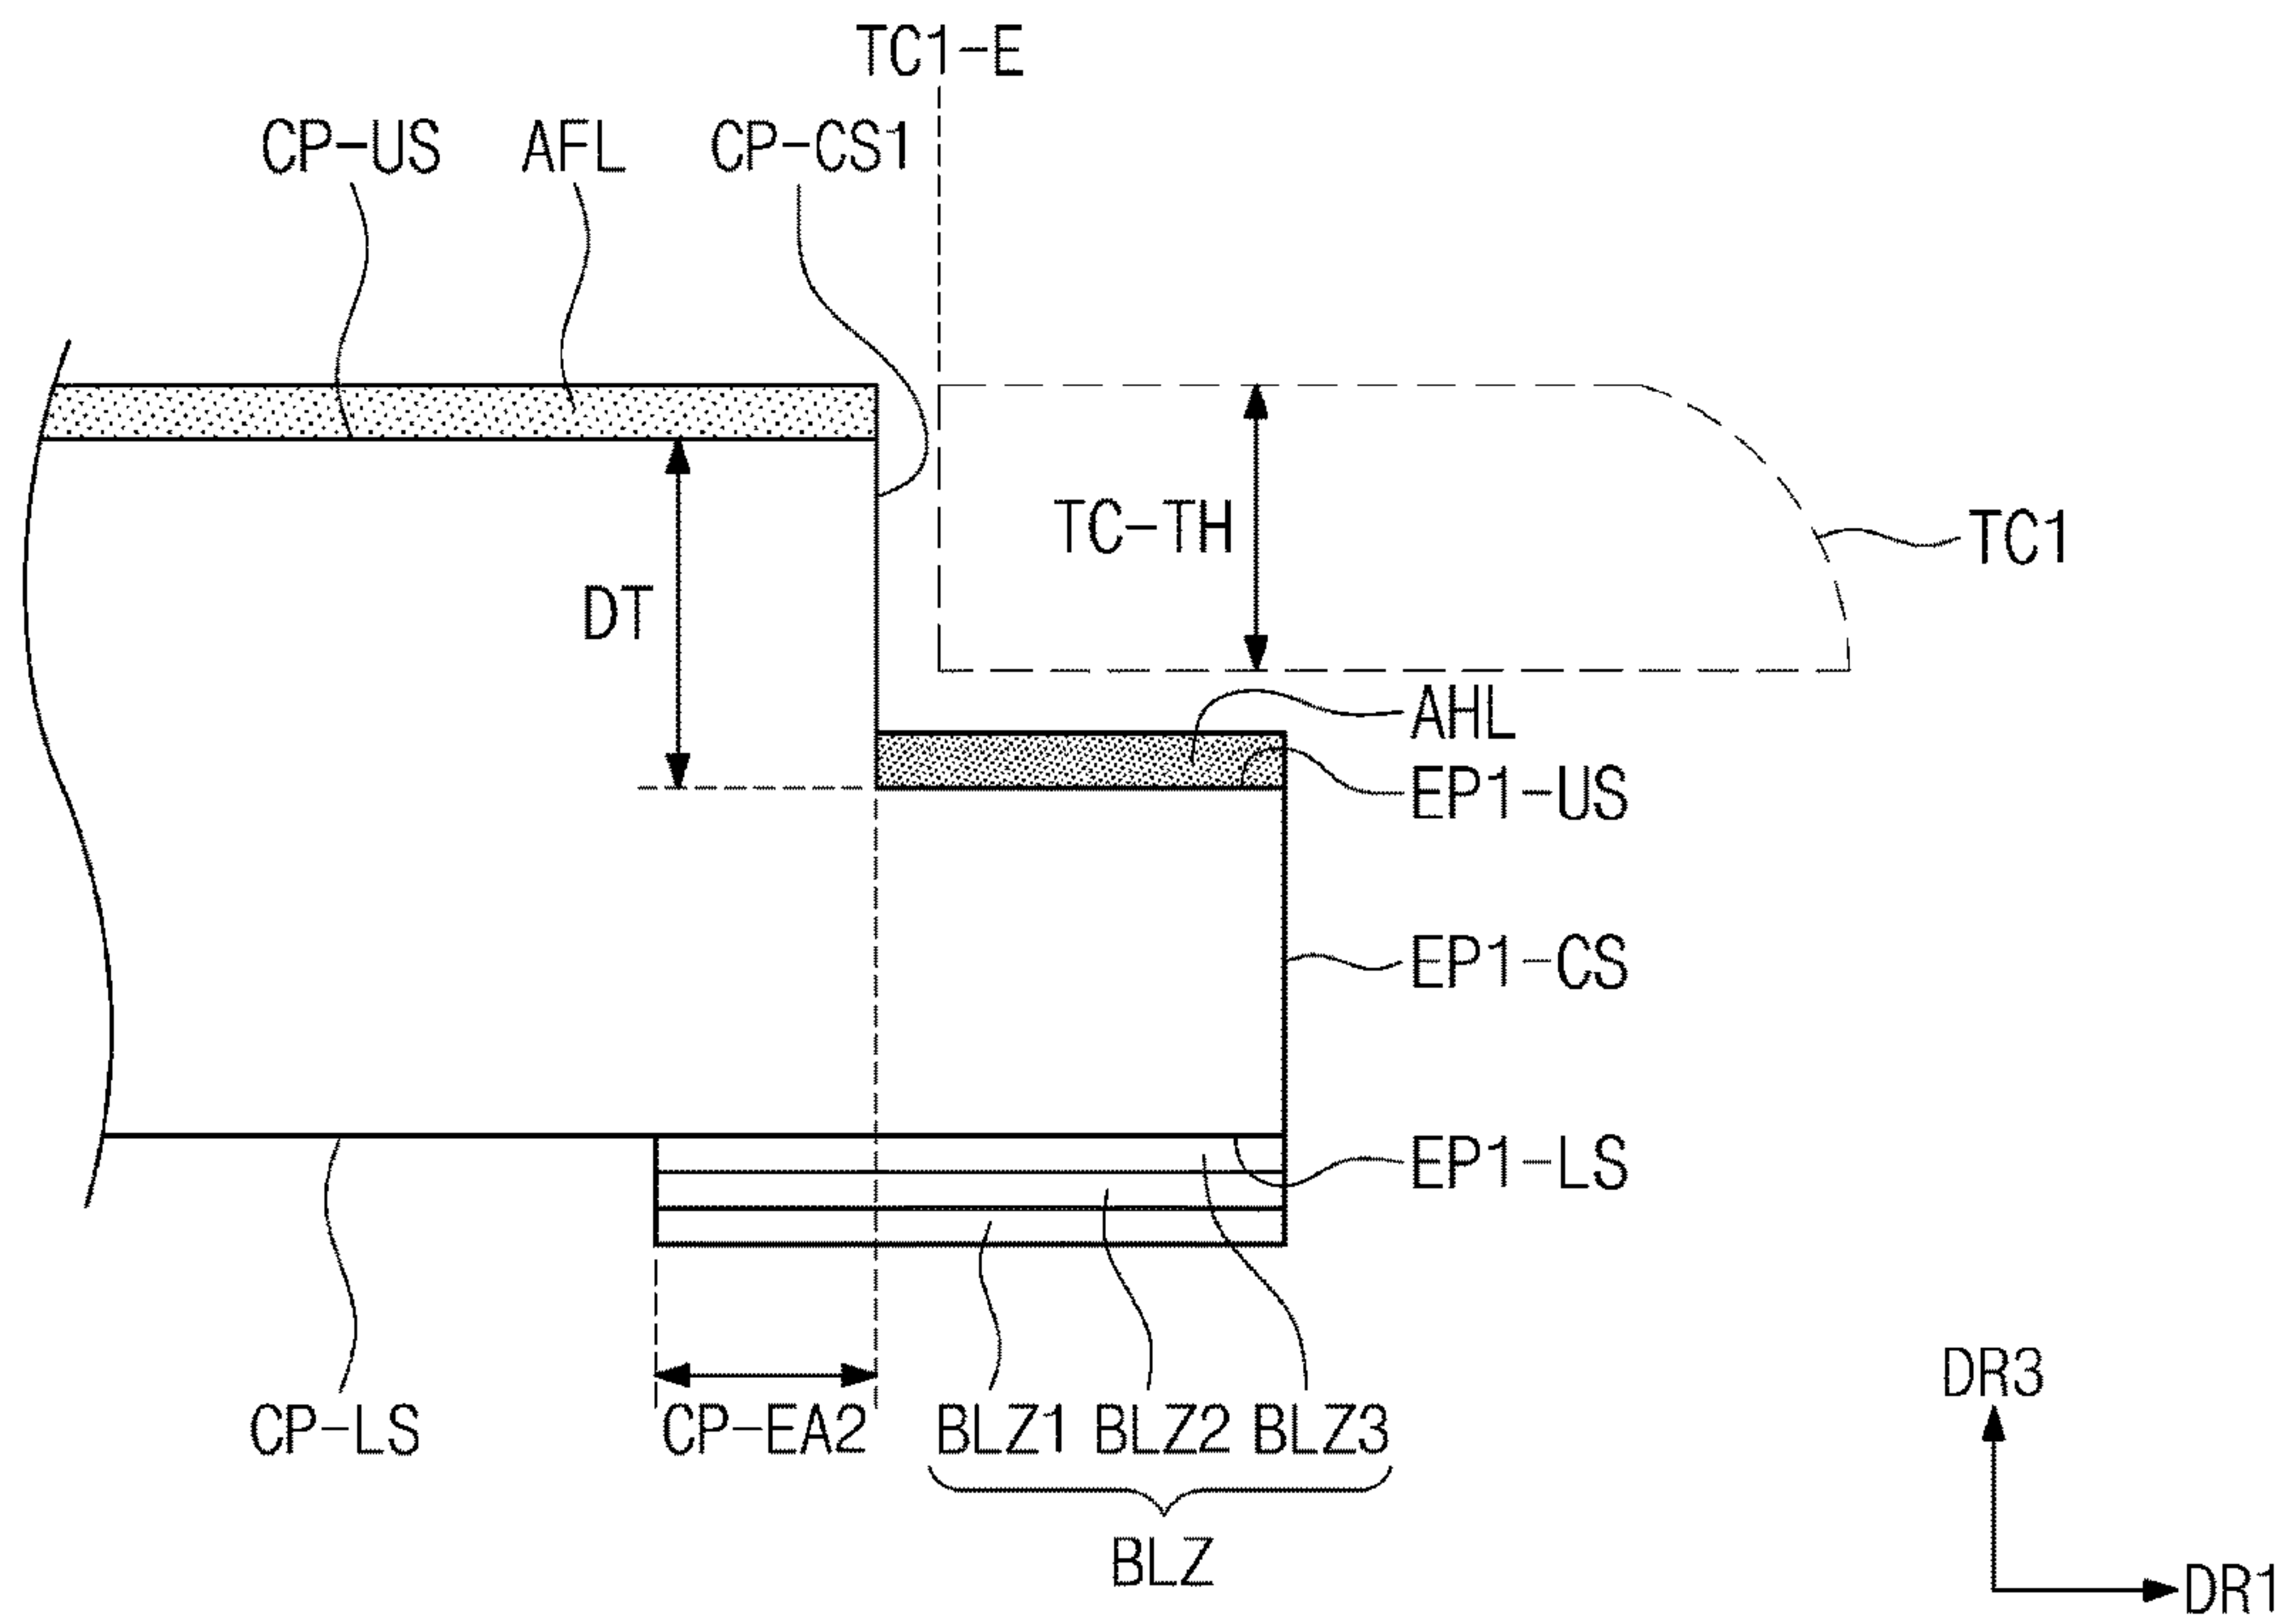 TC1-E
CP-US AFL CP-CS1
TC-TH
TC1
DT
AHL
EP1-US
EP1-CS
EP1-LS
CP-LS CP-EA2 BLZ1 BLZ2 BLZ3
BLZ
DR3
DR1